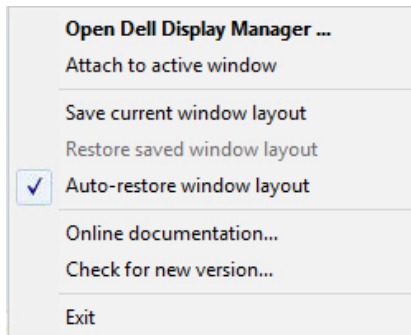 Open Dell Display Manager ...
Attach to active window
Save current window layout
Restore saved window layout
Auto-restore window layout
Online documentation...
Check for new version...
Exit